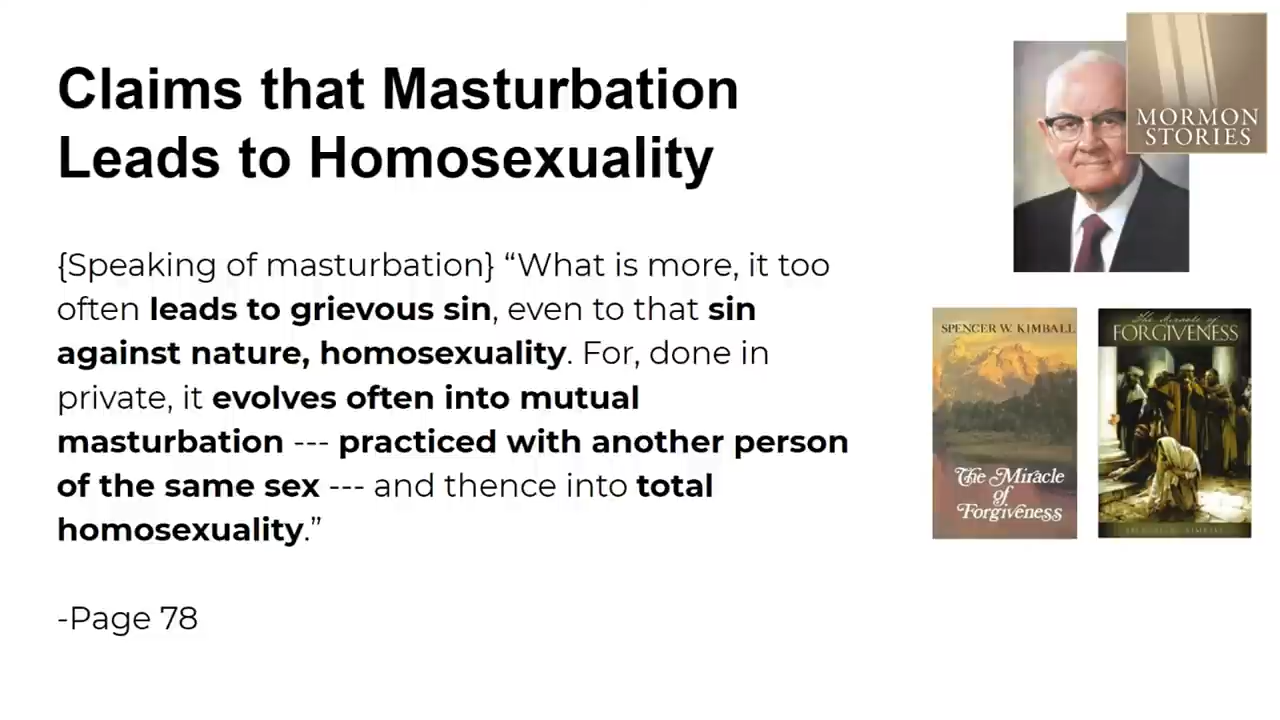 Claims that Masturbation
Leads to Homosexuality
{Speaking of masturbation} “What is more, it too
often leads to grievous sin, even to that sin
against nature, homosexuality. For, done in
private, it evolves often into mutual
masturbation --- practiced with another person
of the same sex --- and thence into total
homosexuality.”
-Page 78
MORMON
STORIES
SPENCER W. KIMBALL
The Miracle
of
Forgiveness
The Miracle of
FORGIVENESS